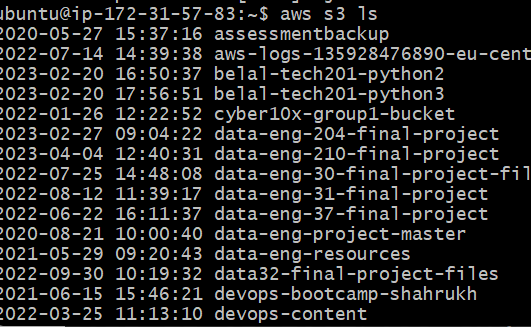 ubuntu@ip-172-31-57-83:~$ aws s3 ls
2020-05-27 15:37:16 assessmentbackup
2022-07-14 14:39:38 aws-logs-135928476890-eu-cent
2023-02-20 16:50:37 belal-tech201-python2
2023-02-20 17:56:51 belal-tech201-python3
2022-01-26 12:22:52 cyber10x-group1-bucket
2023-02-27 09:04:22 data-eng-204-final-project
2023-04-04 12:40:31 data-eng-210-final-project
2022-07-25 14:48:08 data-eng-30-final-project-fil
2022-08-12 11:39:17 data-eng-31-final-project
2022-06-22 16:11:37 data-eng-37-final-project
2020-08-21 10:00:40 data-eng-project-master
2021-05-29 09:20:43 data-eng-resources
2022-09-30 10:19:32 data32-final-project-files
2021-06-15 15:46:21 devops-bootcamp-shahrukh
2022-03-25 11:13:10 devops-content